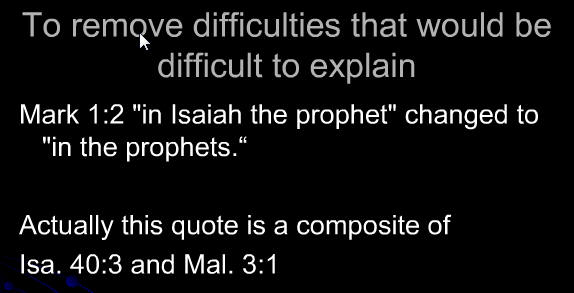 To remove difficulties that would be
difficult to explain
Mark 1:2 "in Isaiah the prophet" changed to
"in the prophets.“
Actually this quote is a composite of
Isa. 40:3 and Mal. 3:1